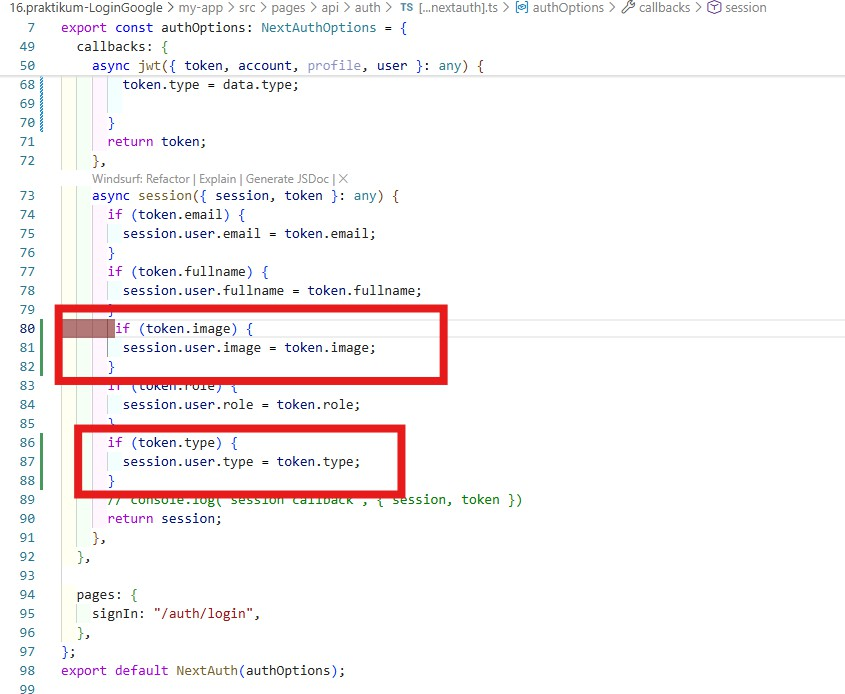 16.praktikum-LoginGoogle > my-app > src > pages > api > auth > TS [...nextauth].ts > authOptions > callbacks > session
7 export const authOptions: NextAuthOptions = {
49 callbacks: {
50 async jwt({ token, account, profile, user }: any) {
68 token.type = data.type;
69
70 }
71 return token;
72 },
Windsurf: Refactor | Explain | Generate JSDoc | X
73 async session({ session, token }: any) {
74 if (token.email) {
75 session.user.email = token.email;
76 }
77 if (token.fullname) {
78 session.user.fullname = token.fullname;
79 }
80 if (token.image) {
81 session.user.image = token.image;
82 }
83 if (token.role) {
84 session.user.role = token.role;
85 }
86 if (token.type) {
87 session.user.type = token.type;
88 }
89 // console.log("session callback", { session, token })
90 return session;
91 },
92 },
93
94 pages: {
95 signIn: "/auth/login",
96 },
97 };
98 export default NextAuth(authOptions);
99